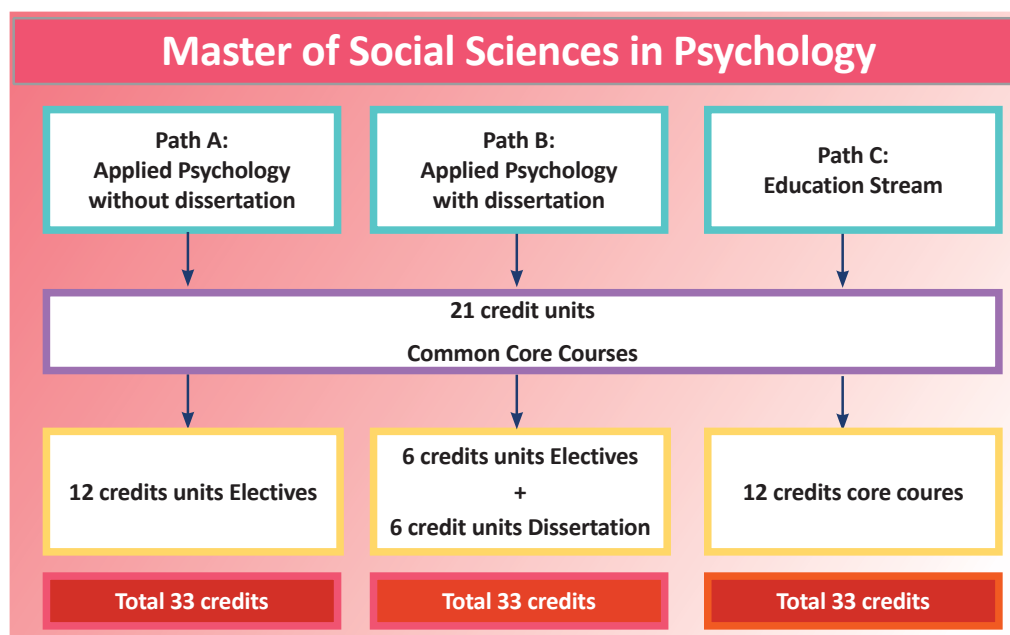 Master of Social Sciences in Psychology
Path A:
Applied Psychology
without dissertation
Path B:
Applied Psychology
with dissertation
Path C:
Education Stream
21 credit units
Common Core Courses
12 credits units Electives
6 credits units Electives
+
6 credit units Dissertation
12 credits core coures
Total 33 credits
Total 33 credits
Total 33 credits